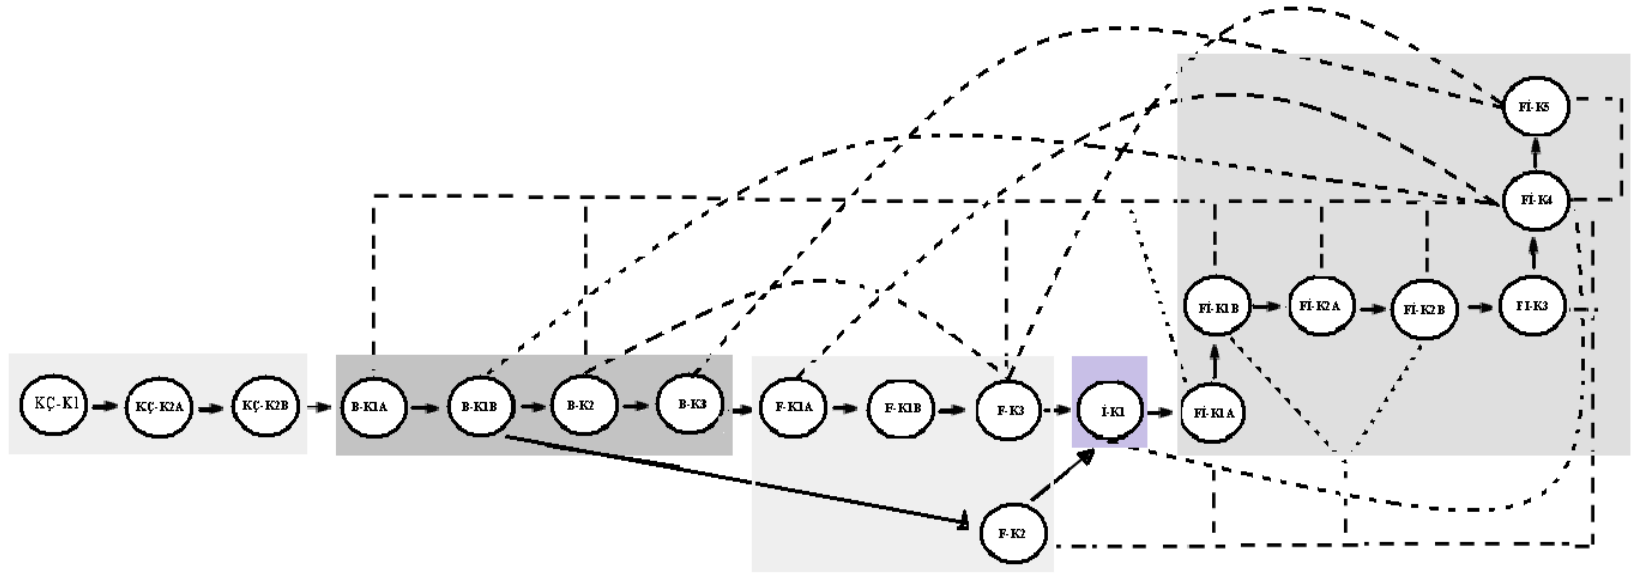 Fİ-K5
Fİ-K4
Fİ-K1B
Fİ-K2A
Fİ-K2B
FI-K3
KÇ-K1
KÇ-K2A
KÇ-K2B
B-K1A
B-K1B
B-K2
B-K3
F-K1A
F-K1B
F-K3
İ-K1
Fİ-K1A
F-K2